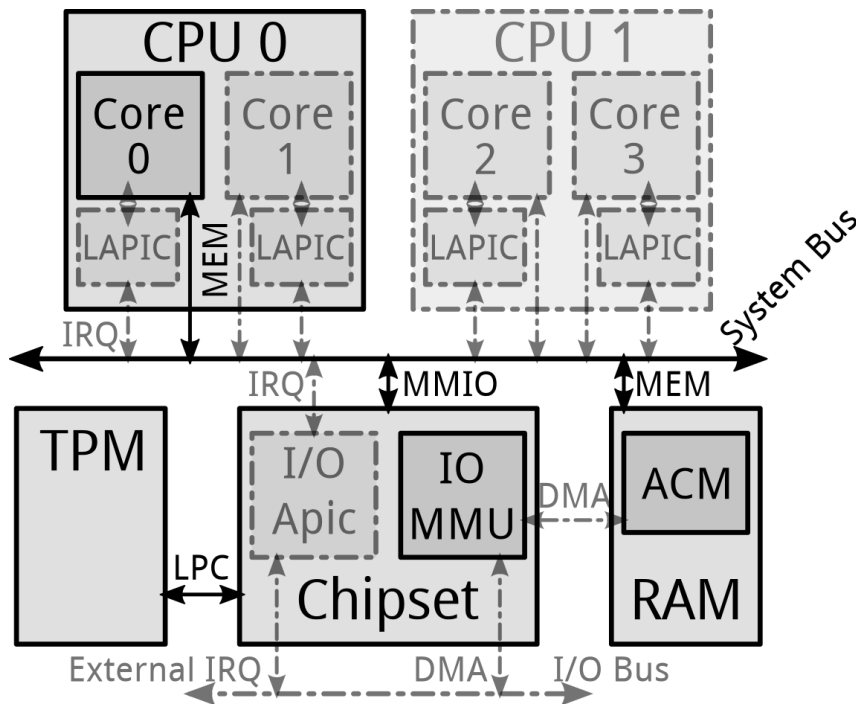 CPU 0
CPU 1
Core
0
Core
1
Core
2
Core
3
LAPIC
MEM
LAPIC
LAPIC
LAPIC
System Bus
IRQ
IRQ
MMIO
MEM
TPM
I/O
Apic
IO
MMU
DMA
ACM
LPC
Chipset
RAM
External IRQ
DMA
I/O Bus